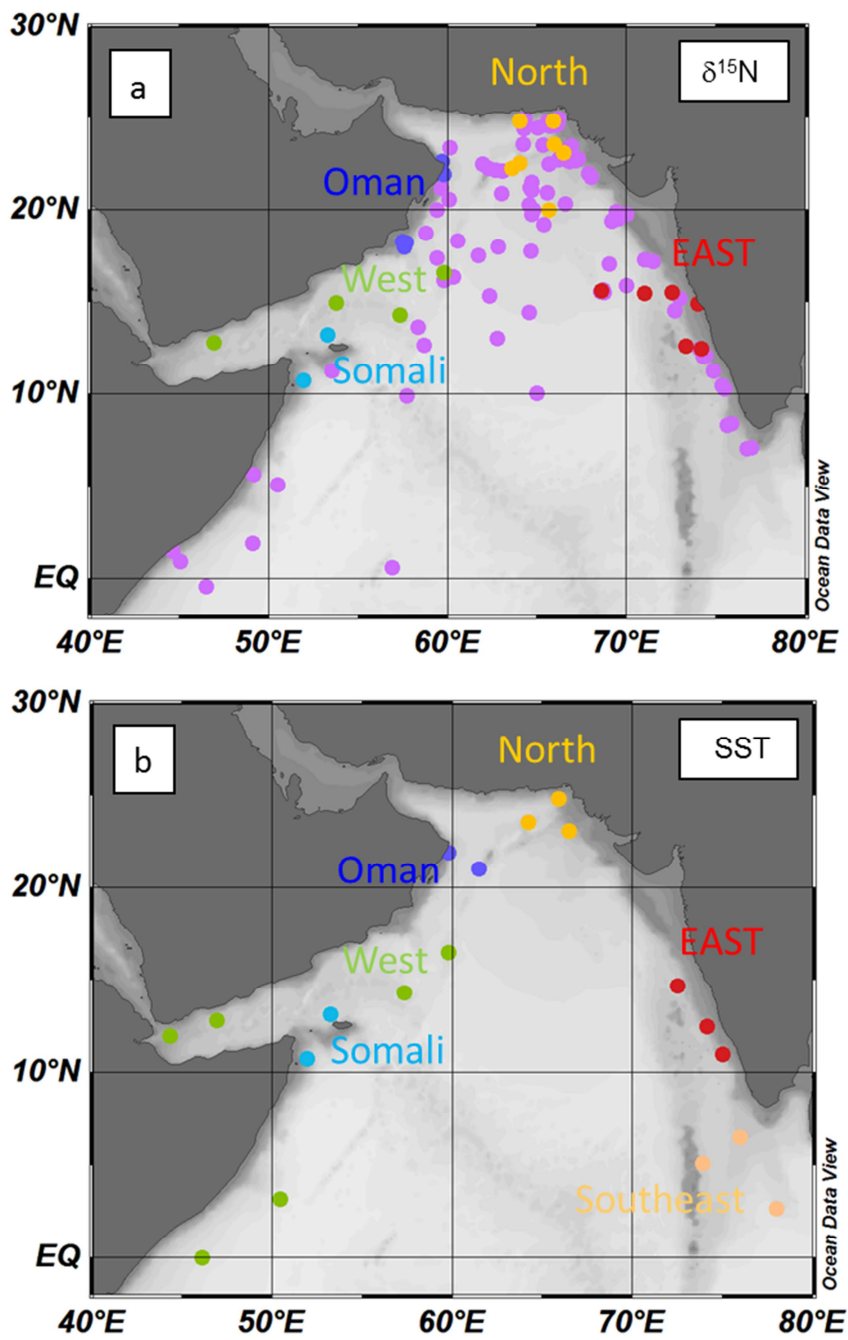 30°N
a
North
δ¹⁵N
Oman
20°N
West
EAST
Somali
10°N
EQ
40°E 50°E 60°E 70°E 80°E
Ocean Data View
30°N
b
North
SST
Oman
20°N
EAST
West
Somali
10°N
Southeast
EQ
40°E 50°E 60°E 70°E 80°E
Ocean Data View